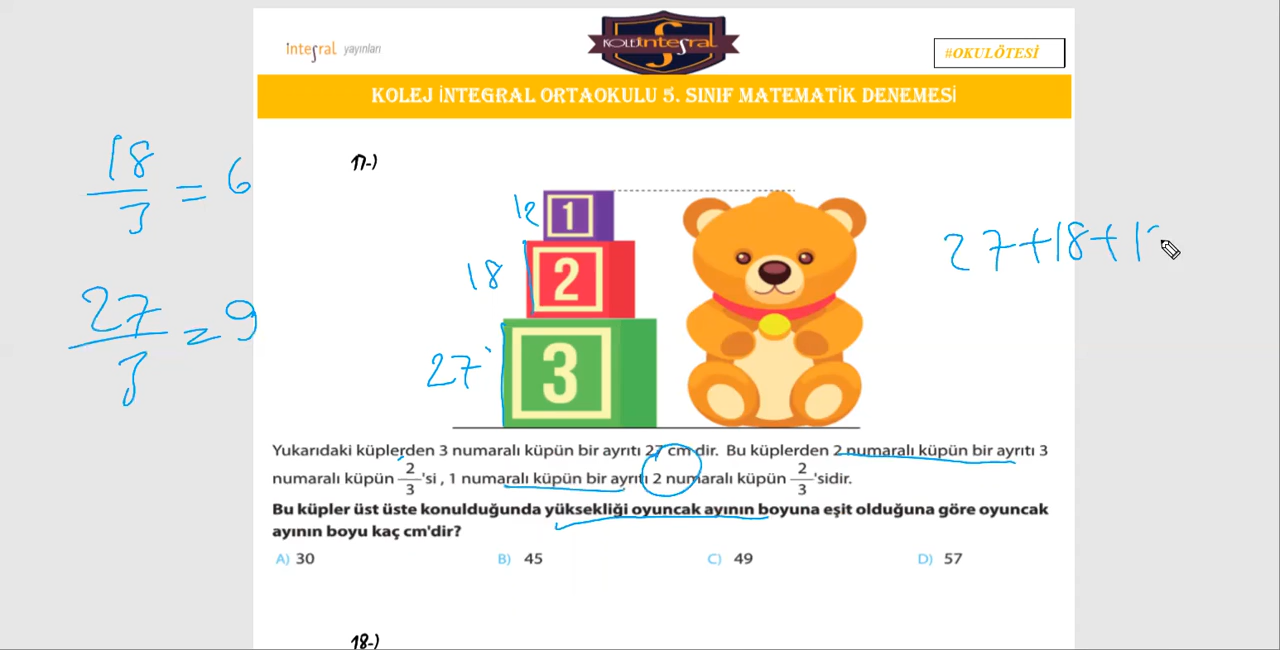 integral yayınları
KOLEJ integral
#OKULÖTESİ
KOLEJ İNTEGRAL ORTAOKULU 5. SINIF MATEMATİK DENEMESİ
17-)
18/3 = 6
27/3 = 9
12
1
18
2
27
3
27+18+1
Yukarıdaki küplerden 3 numaralı küpün bir ayrıtı 27 cm dir. Bu küplerden 2 numaralı küpün bir ayrıtı 3
numaralı küpün 2/3 'si , 1 numaralı küpün bir ayrıtı 2 numaralı küpün 2/3 'sidir.
Bu küpler üst üste konulduğunda yüksekliği oyuncak ayının boyuna eşit olduğuna göre oyuncak
ayının boyu kaç cm'dir?
A) 30 B) 45 C) 49 D) 57
18-)